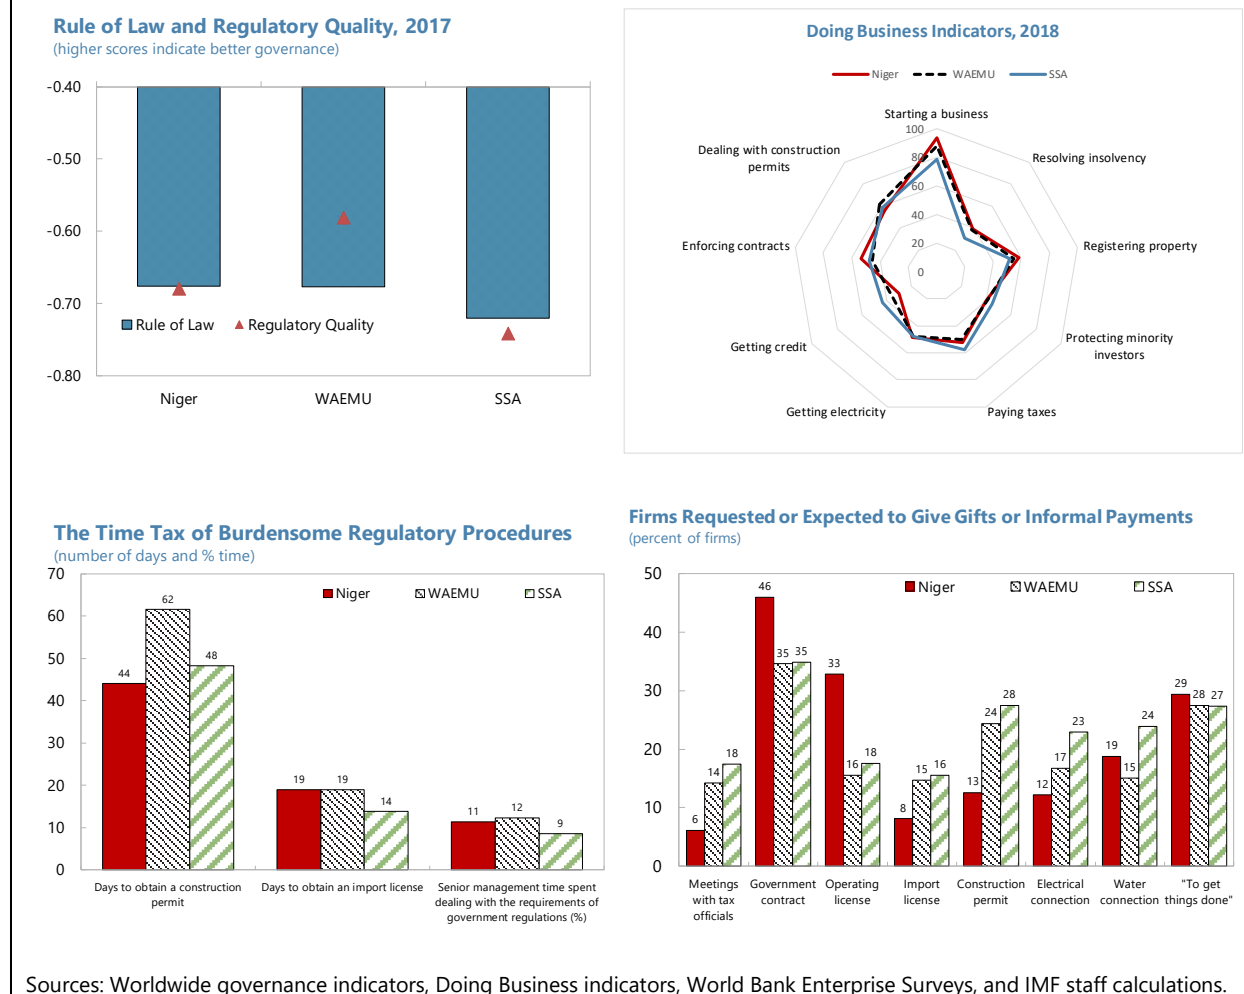 Rule of Law and Regulatory Quality, 2017
(higher scores indicate better governance)
-0.40
-0.50
-0.60
-0.70
-0.80
Rule of Law
Regulatory Quality
Niger
WAEMU
SSA
Doing Business Indicators, 2018
Niger
WAEMU
SSA
Starting a business
Resolving insolvency
Registering property
Protecting minority
investors
Paying taxes
Getting electricity
Getting credit
Enforcing contracts
Dealing with construction
permits
100
80
60
40
20
0
The Time Tax of Burdensome Regulatory Procedures
(number of days and % time)
70
60
50
40
30
20
10
0
Niger
WAEMU
SSA
44
62
48
19
19
14
11
12
9
Days to obtain a construction
permit
Days to obtain an import license
Senior management time spent
dealing with the requirements of
government regulations (%)
Firms Requested or Expected to Give Gifts or Informal Payments
(percent of firms)
50
40
30
20
10
0
Niger
WAEMU
SSA
6
14
18
46
35
35
33
16
18
8
15
16
13
24
28
12
17
23
19
15
24
29
28
27
Meetings
with tax
officials
Government
contract
Operating
license
Import
license
Construction
permit
Electrical
connection
Water
connection
"To get
things done"
Sources: Worldwide governance indicators, Doing Business indicators, World Bank Enterprise Surveys, and IMF staff calculations.